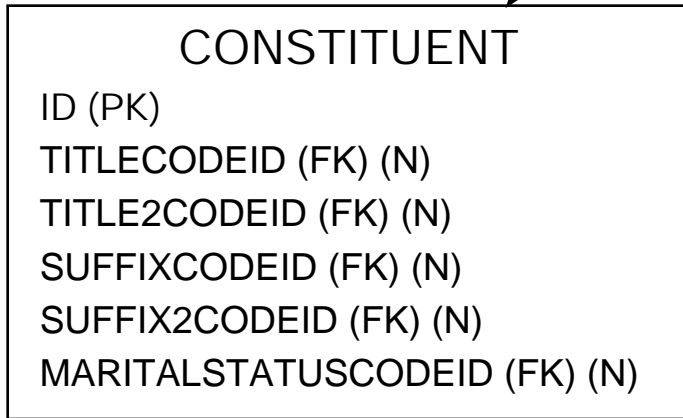 CONSTITUENT
ID (PK)
TITLECODEID (FK) (N)
TITLE2CODEID (FK) (N)
SUFFIXCODEID (FK) (N)
SUFFIX2CODEID (FK) (N)
MARITALSTATUSCODEID (FK) (N)